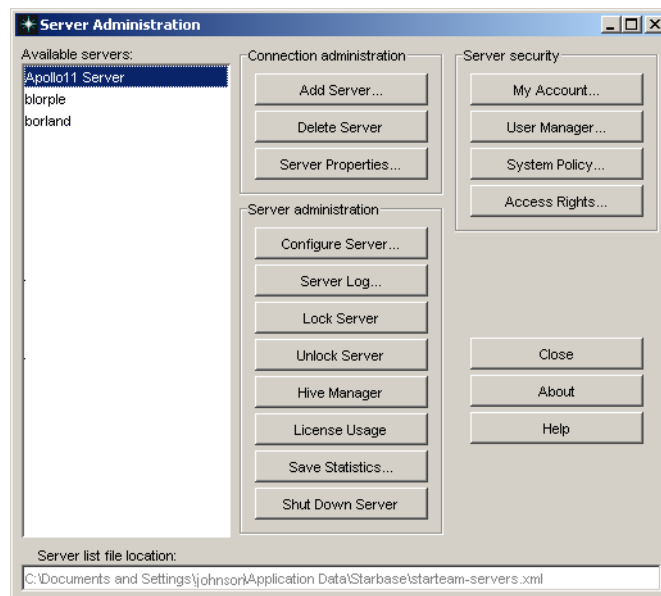 Server Administration
Available servers:
Apollo11 Server
blorple
borland
Connection administration
Add Server...
Delete Server
Server Properties...
Server administration
Configure Server...
Server Log...
Lock Server
Unlock Server
Hive Manager
License Usage
Save Statistics...
Shut Down Server
Server security
My Account...
User Manager...
System Policy...
Access Rights...
Close
About
Help
Server list file location:
C:\Documents and Settings\johnson\Application Data\Starbase\starteam-servers.xml